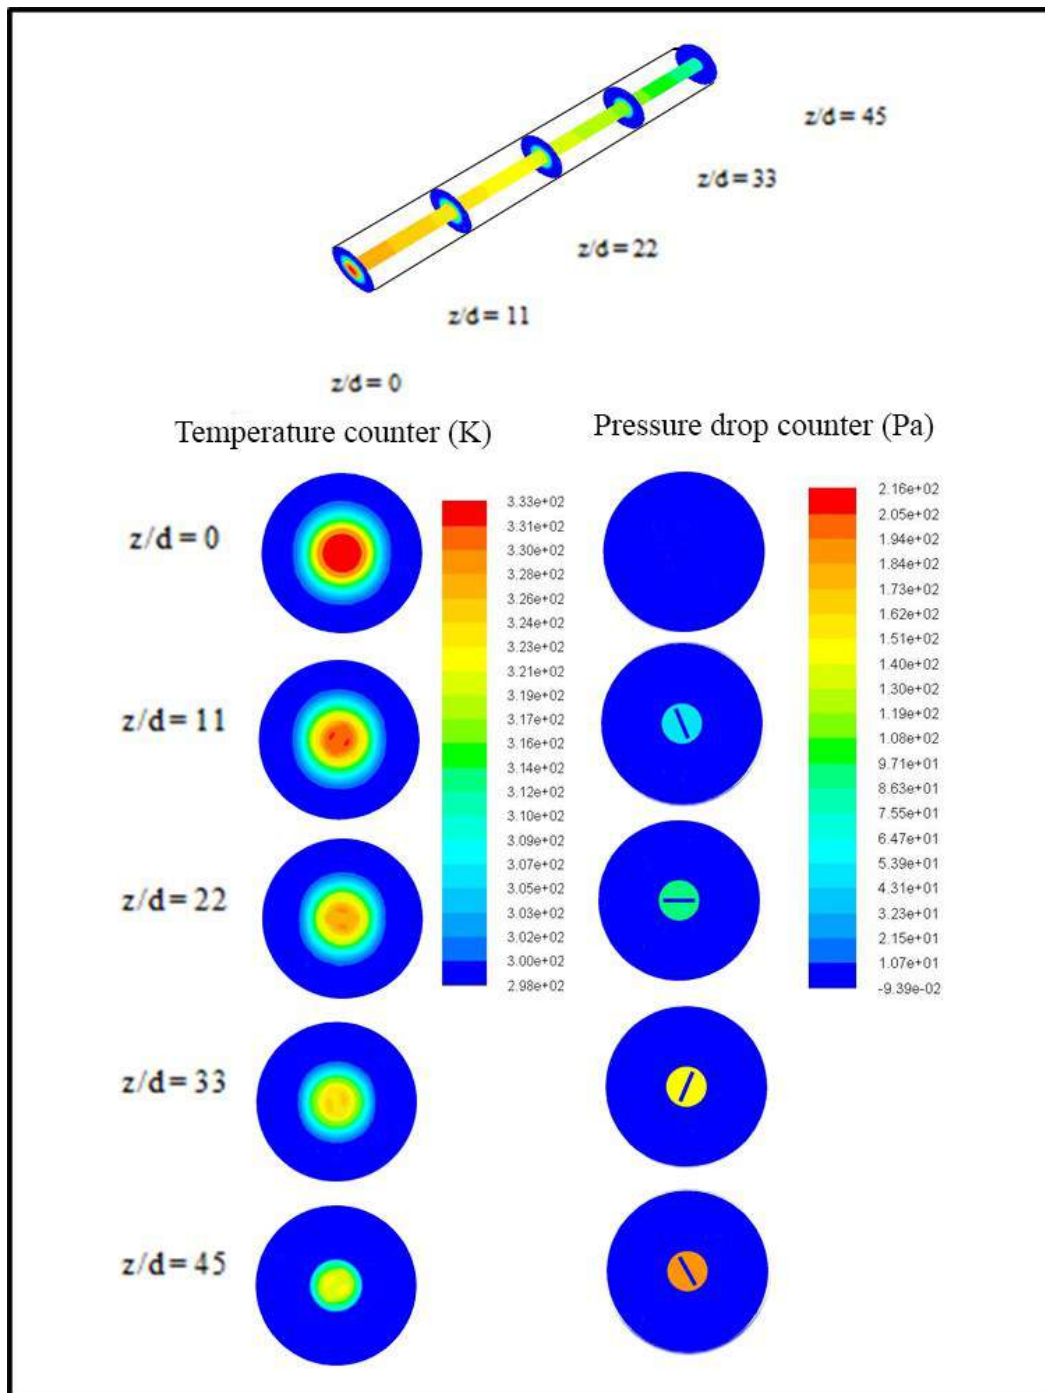 z/d = 45
z/d = 33
z/d = 22
z/d = 11
z/d = 0
Temperature counter (K)
Pressure drop counter (Pa)
z/d = 0
z/d = 11
z/d = 22
z/d = 33
z/d = 45
3.33e+02
3.31e+02
3.30e+02
3.28e+02
3.26e+02
3.24e+02
3.23e+02
3.21e+02
3.19e+02
3.17e+02
3.16e+02
3.14e+02
3.12e+02
3.10e+02
3.09e+02
3.07e+02
3.05e+02
3.03e+02
3.02e+02
3.00e+02
2.98e+02
2.16e+02
2.05e+02
1.94e+02
1.84e+02
1.73e+02
1.62e+02
1.51e+02
1.40e+02
1.30e+02
1.19e+02
1.08e+02
9.71e+01
8.63e+01
7.55e+01
6.47e+01
5.39e+01
4.31e+01
3.23e+01
2.15e+01
1.07e+01
-9.39e-02